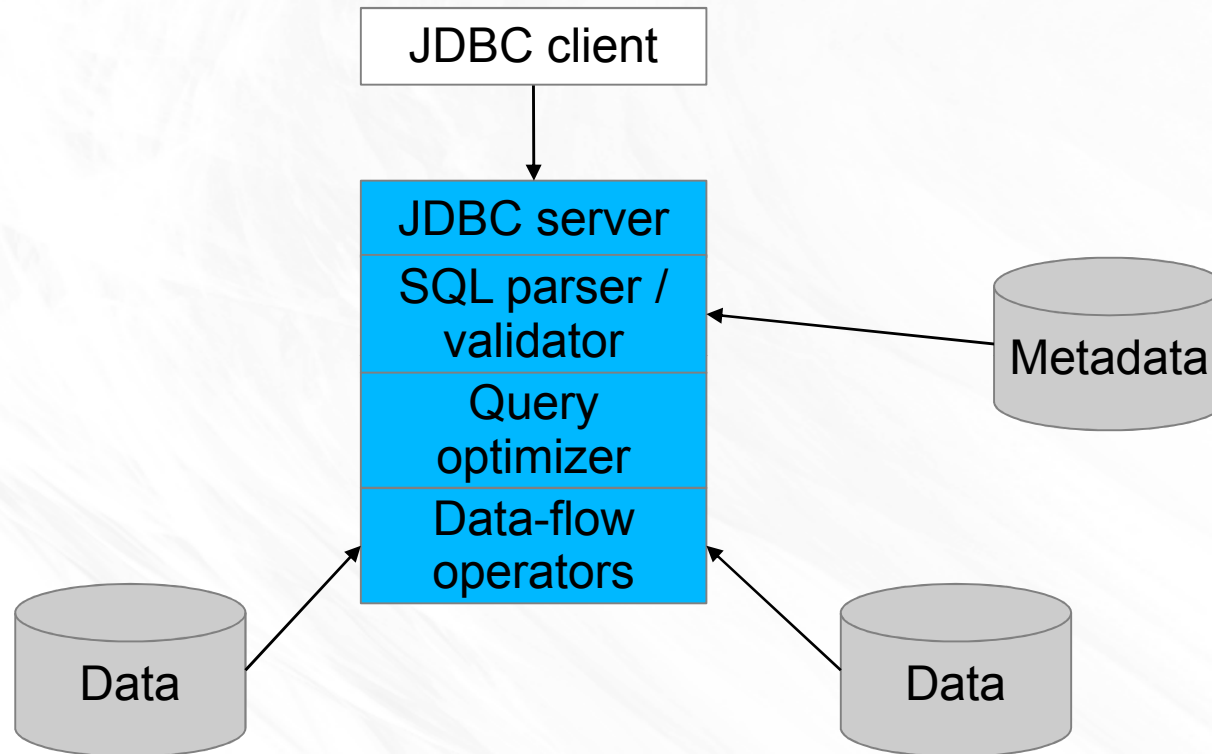 JDBC client
JDBC server
SQL parser /
validator
Metadata
Query
optimizer
Data-flow
operators
Data
Data